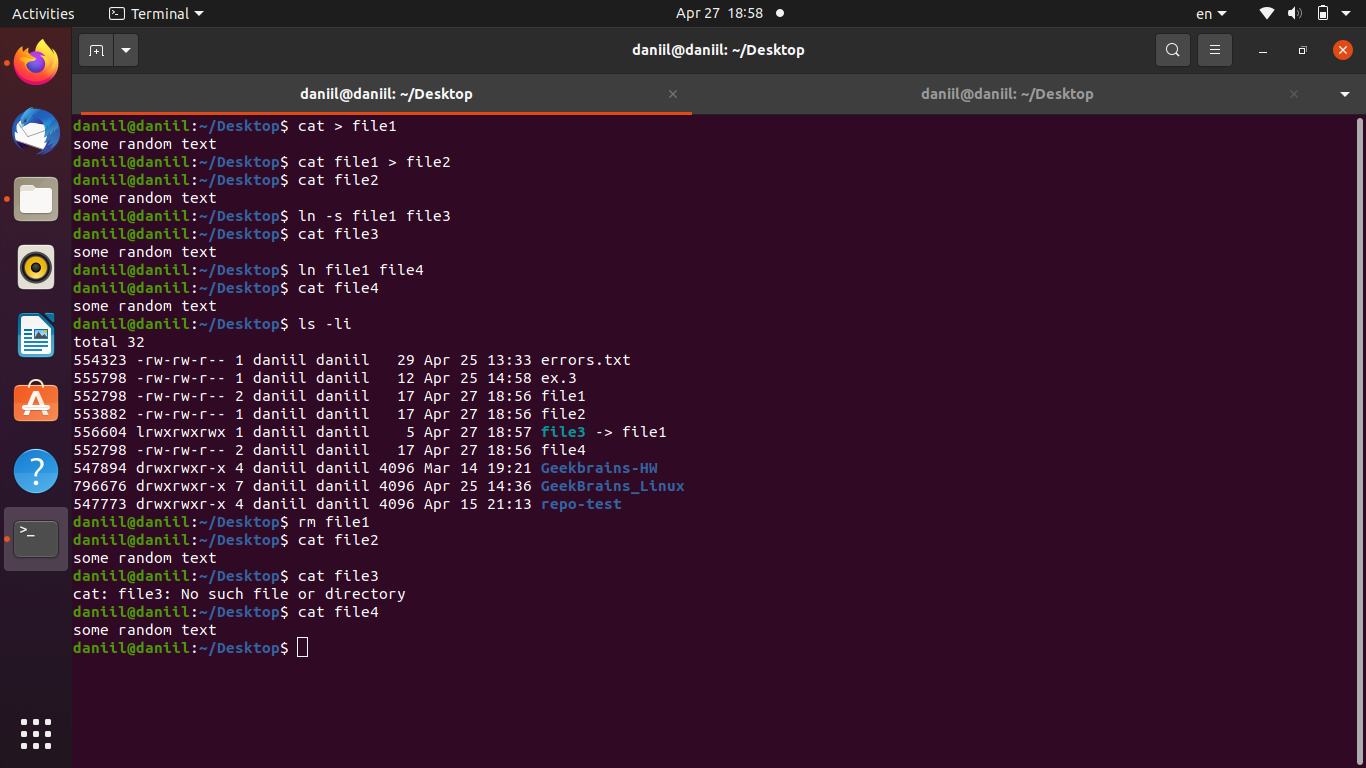 Activities Terminal Apr 27 18:58 en
daniil@daniil: ~/Desktop
daniil@daniil: ~/Desktop daniil@daniil: ~/Desktop
daniil@daniil:~/Desktop$ cat > file1
some random text
daniil@daniil:~/Desktop$ cat file1 > file2
daniil@daniil:~/Desktop$ cat file2
some random text
daniil@daniil:~/Desktop$ ln -s file1 file3
daniil@daniil:~/Desktop$ cat file3
some random text
daniil@daniil:~/Desktop$ ln file1 file4
daniil@daniil:~/Desktop$ cat file4
some random text
daniil@daniil:~/Desktop$ ls -li
total 32
554323 -rw-rw-r-- 1 daniil daniil   29 Apr 25 13:33 errors.txt
555798 -rw-rw-r-- 1 daniil daniil   12 Apr 25 14:58 ex.3
552798 -rw-rw-r-- 2 daniil daniil   17 Apr 27 18:56 file1
553882 -rw-rw-r-- 1 daniil daniil   17 Apr 27 18:56 file2
556604 lrwxrwxrwx 1 daniil daniil    5 Apr 27 18:57 file3 -> file1
552798 -rw-rw-r-- 2 daniil daniil   17 Apr 27 18:56 file4
547894 drwxrwxr-x 4 daniil daniil 4096 Mar 14 19:21 Geekbrains-HW
796676 drwxrwxr-x 7 daniil daniil 4096 Apr 25 14:36 GeekBrains_Linux
547773 drwxrwxr-x 4 daniil daniil 4096 Apr 15 21:13 repo-test
daniil@daniil:~/Desktop$ rm file1
daniil@daniil:~/Desktop$ cat file2
some random text
daniil@daniil:~/Desktop$ cat file3
cat: file3: No such file or directory
daniil@daniil:~/Desktop$ cat file4
some random text
daniil@daniil:~/Desktop$